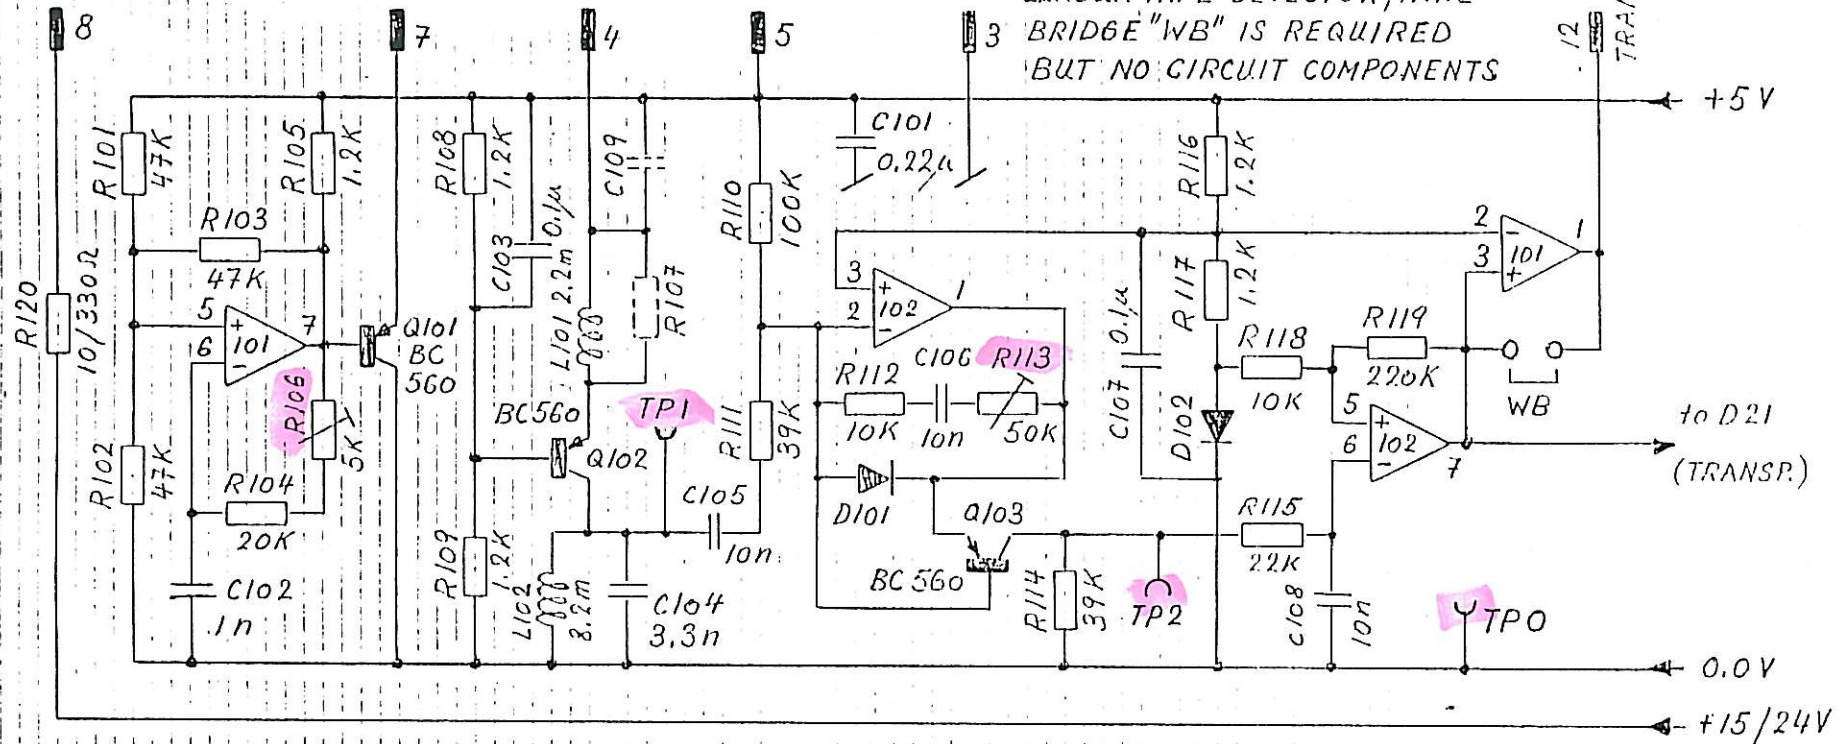 8
7
4
5
3
BRIDGE "WB" IS REQUIRED
BUT NO CIRCUIT COMPONENTS
12
+5V
R101
47K
R105
1.2K
R108
1.2K
C109
C101
0.22µ
R116
1.2K
R103
47K
C103
0.1µ
L101 2.2m
R107
R110
100K
2
3
-
+
101
1
R120
10/330Ω
5
6
+
-
101
7
Q101
BC
560
3
2
+
-
102
1
C107
0.1µ
R117
1.2K
R118
10K
R119
220K
WB
R106
5K
BC560
Q102
TP1
R111
39K
R112
10K
C106
10n
R113
50K
D102
5
6
+
-
102
7
to D21
(TRANSP.)
R102
47K
R104
20K
C105
10n
D101
Q103
BC560
R115
22K
C102
1n
R109
1.2K
L102
8.2m
C104
3.3n
R114
39K
TP2
C108
10n
TP0
0.0V
+15/24V